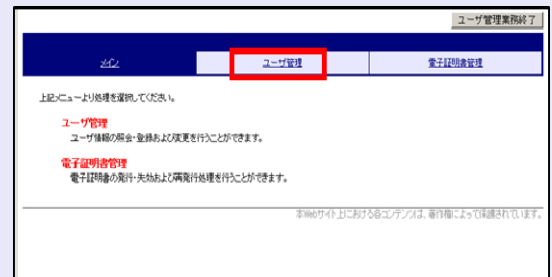 ユーザ管理業務終了
メイン ユーザ管理 電子証明書管理
上記メニューより処理を選択してください。
ユーザ管理
ユーザ情報の照会・登録および変更を行うことができます。
電子証明書管理
電子証明書の発行・失効および再発行処理を行うことができます。
本Webサイト上における各コンテンツは、著作権によって保護されています。